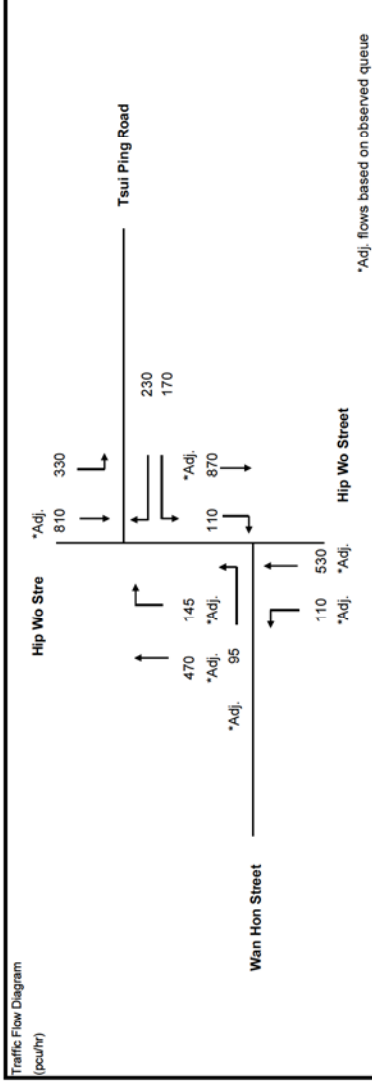 Traffic Flow Diagram
(pcu/hr)
Hip Wo Stre
*Adj.
810
330
Tsui Ping Road
230
170
470
*Adj.
145
*Adj.
110
*Adj.
870
*Adj.
95
Wan Hon Street
110
*Adj.
530
*Adj.
Hip Wo Street
*Adj. flows based on observed queue